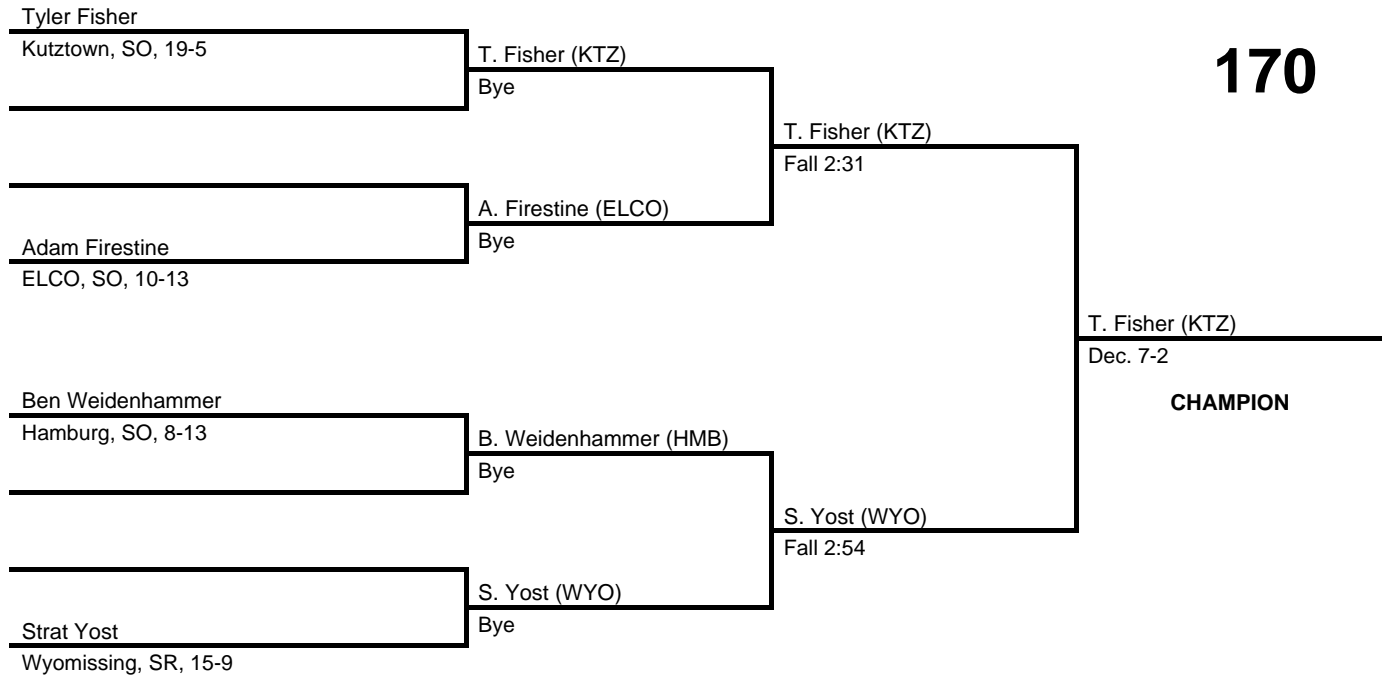 Tyler Fisher
Kutztown, SO, 19-5
T. Fisher (KTZ)
Bye
170
T. Fisher (KTZ)
Fall 2:31
A. Firestine (ELCO)
Bye
Adam Firestine
ELCO, SO, 10-13
T. Fisher (KTZ)
Dec. 7-2
CHAMPION
Ben Weidenhammer
Hamburg, SO, 8-13
B. Weidenhammer (HMB)
Bye
S. Yost (WYO)
Fall 2:54
S. Yost (WYO)
Bye
Strat Yost
Wyomissing, SR, 15-9